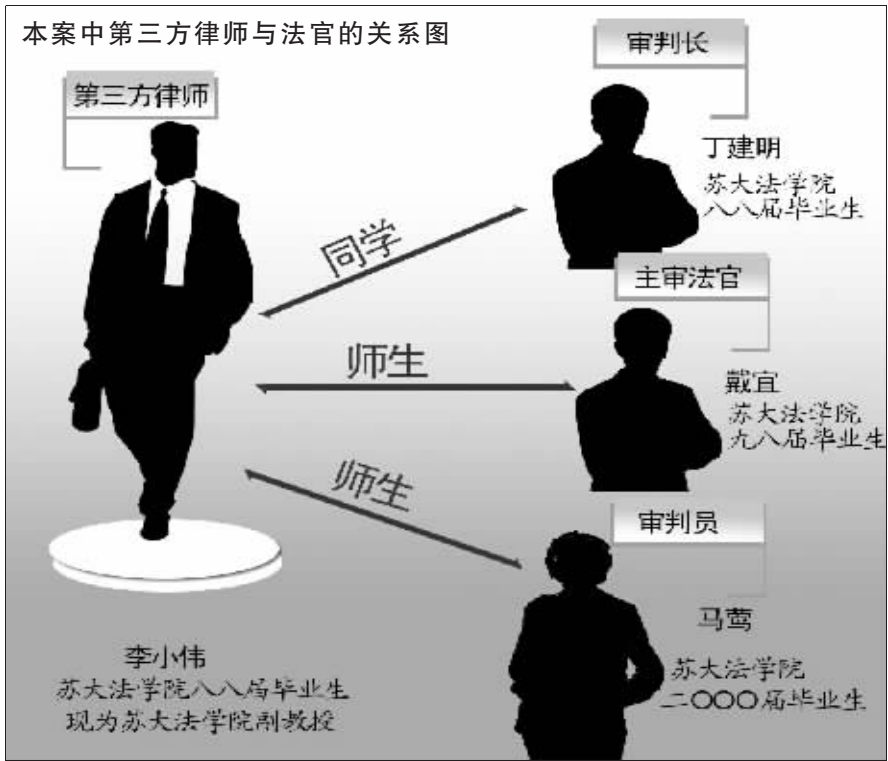 本案中第三方律师与法官的关系图
第三方律师
审判长
丁建明
苏大法学院
八八届毕业生
同学
主审法官
师生
戴宜
苏大法学院
九八届毕业生
师生
审判员
马莺
苏大法学院
二〇〇〇届毕业生
李小伟
苏大法学院八八届毕业生
现为苏大法学院副教授